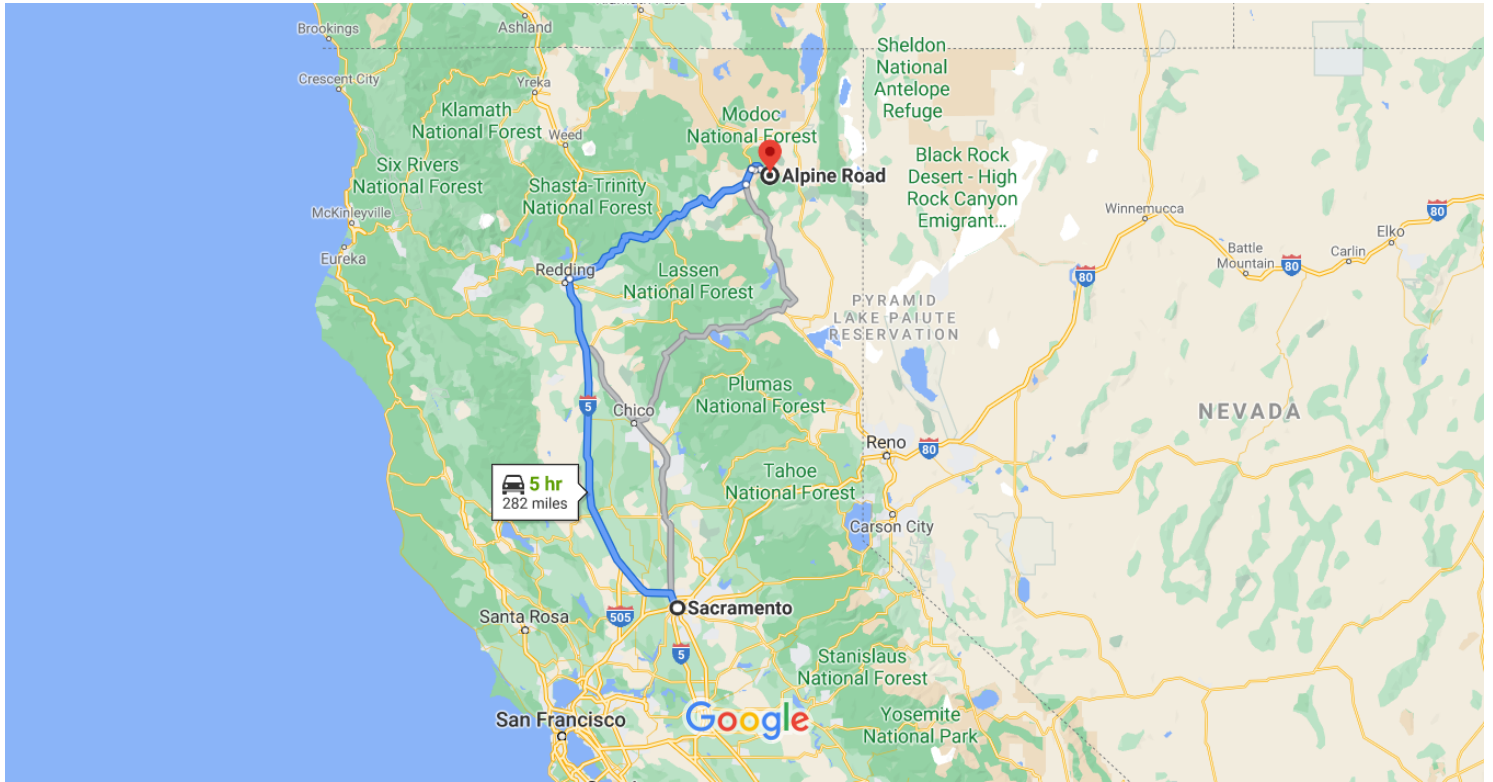 Klamath Falls
Brookings
Ashland
Crescent City
Yreka
Sheldon
National
Antelope
Refuge
Klamath
National Forest
Modoc
National Forest
Weed
Six Rivers
National Forest
Alpine Road
Black Rock
Desert - High
Rock Canyon
Emigrant...
Shasta-Trinity
National Forest
McKinleyville
Winnemucca
80
Eureka
Elko
Battle
Mountain
Carlin
80
80
Redding
Lassen
National Forest
PYRAMID
LAKE PAIUTE
RESERVATION
Plumas
National Forest
5
Chico
NEVADA
Reno
80
5 hr
282 miles
Tahoe
National Forest
Carson City
Sacramento
Santa Rosa
505
5
Stanislaus
National Forest
San Francisco
Google
Yosemite
National Park